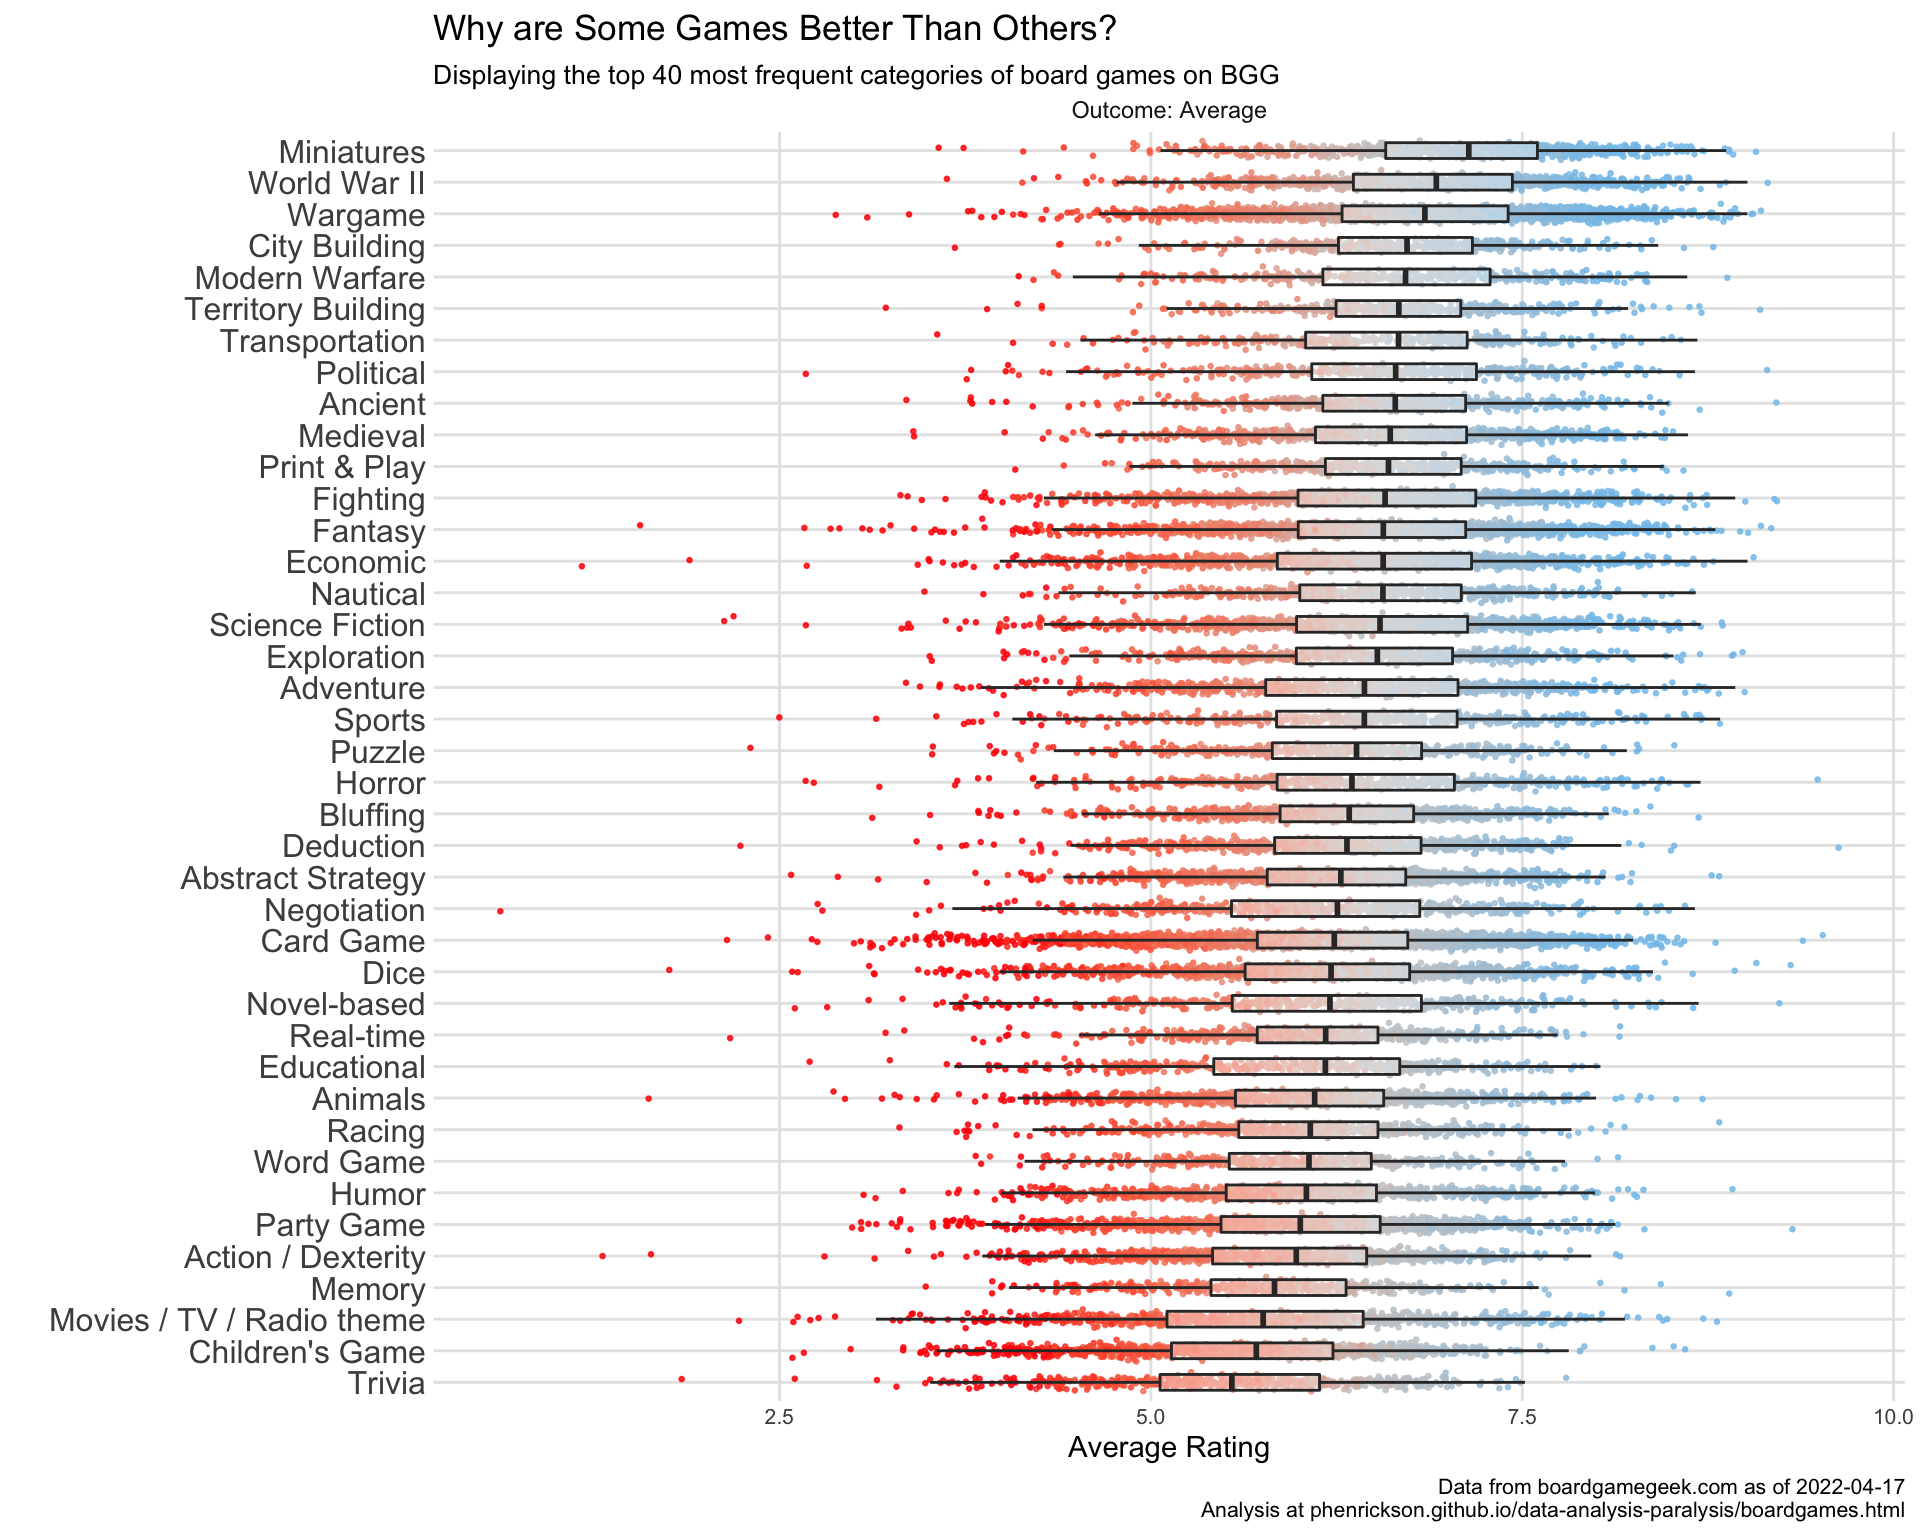 Why are Some Games Better Than Others?
Displaying the top 40 most frequent categories of board games on BGG
Outcome: Average
Miniatures
World War II
Wargame
City Building
Modern Warfare
Territory Building
Transportation
Political
Ancient
Medieval
Print & Play
Fighting
Fantasy
Economic
Nautical
Science Fiction
Exploration
Adventure
Sports
Puzzle
Horror
Bluffing
Deduction
Abstract Strategy
Negotiation
Card Game
Dice
Novel-based
Real-time
Educational
Animals
Racing
Word Game
Humor
Party Game
Action / Dexterity
Memory
Movies / TV / Radio theme
Children's Game
Trivia
2.5 5.0 7.5 10.0
Average Rating
Data from boardgamegeek.com as of 2022-04-17
Analysis at phenrickson.github.io/data-analysis-paralysis/boardgames.html